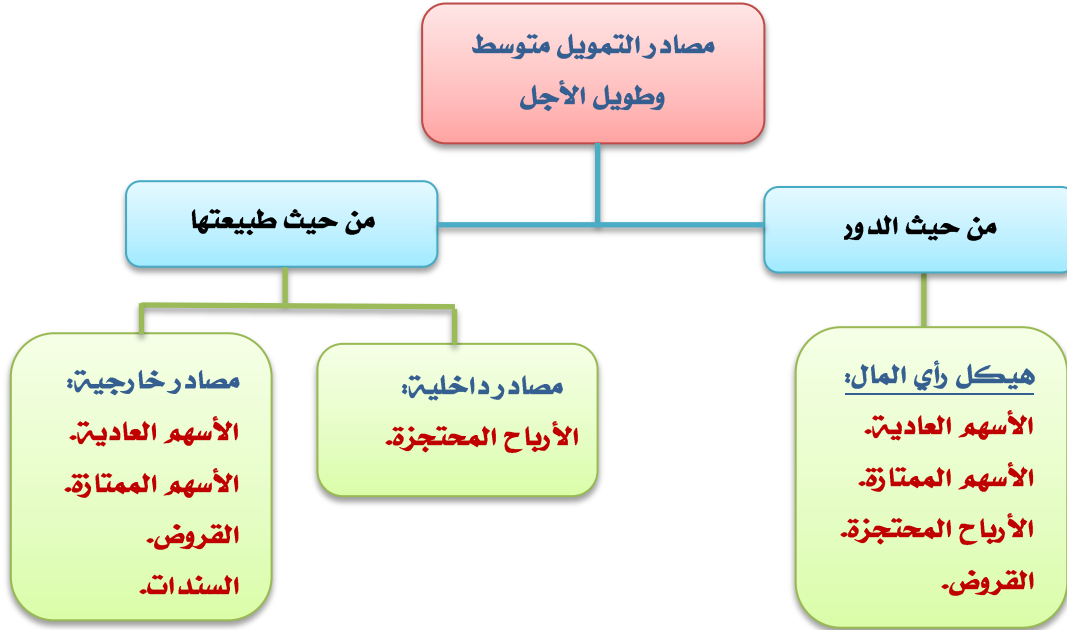 مصادر التمويل متوسط
وطويل الأجل
من حيث الدور
من حيث طبيعتها
هيكل رأي المال:
الأسهم العادية.
الأسهم الممتازة.
الأرباح المحتجزة.
القروض.
مصادر داخلية:
الأرباح المحتجزة.
مصادر خارجية:
الأسهم العادية.
الأسهم الممتازة.
القروض.
السندات.